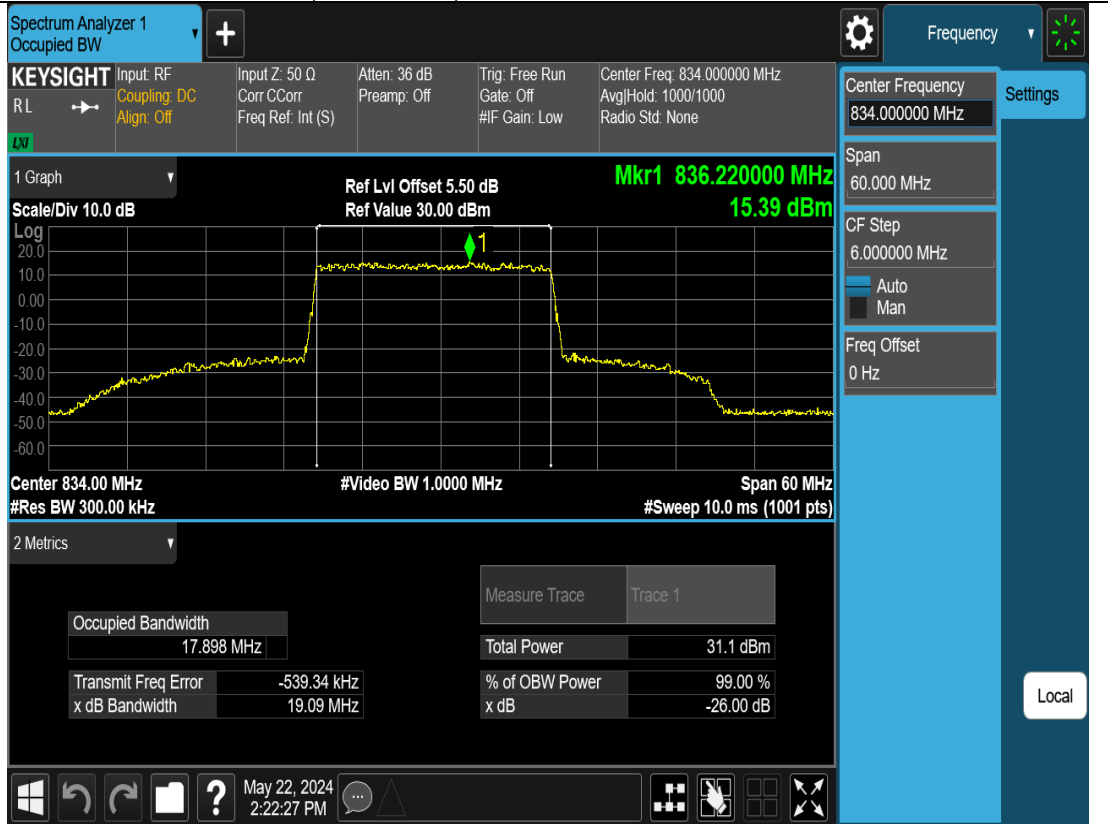 Spectrum Analyzer 1
Occupied BW
+
Frequency
KEYSIGHT
RL
LXI
Input: RF
Coupling: DC
Align: Off
Input Z: 50 Ω
Corr CCorr
Freq Ref: Int (S)
Atten: 36 dB
Preamp: Off
Trig: Free Run
Gate: Off
#IF Gain: Low
Center Freq: 834.000000 MHz
Avg|Hold: 1000/1000
Radio Std: None
1 Graph
Scale/Div 10.0 dB
Ref Lvl Offset 5.50 dB
Ref Value 30.00 dBm
Mkr1 836.220000 MHz
15.39 dBm
Log
20.0
10.0
0.00
-10.0
-20.0
-30.0
-40.0
-50.0
-60.0
1
Center 834.00 MHz
#Res BW 300.00 kHz
#Video BW 1.0000 MHz
Span 60 MHz
#Sweep 10.0 ms (1001 pts)
2 Metrics
Measure Trace Trace 1
Occupied Bandwidth
17.898 MHz
Total Power 31.1 dBm
Transmit Freq Error -539.34 kHz
x dB Bandwidth 19.09 MHz
% of OBW Power 99.00 %
x dB -26.00 dB
Center Frequency
834.000000 MHz
Span
60.000 MHz
CF Step
6.000000 MHz
Auto
Man
Freq Offset
0 Hz
Settings
Local
?
May 22, 2024
2:22:27 PM